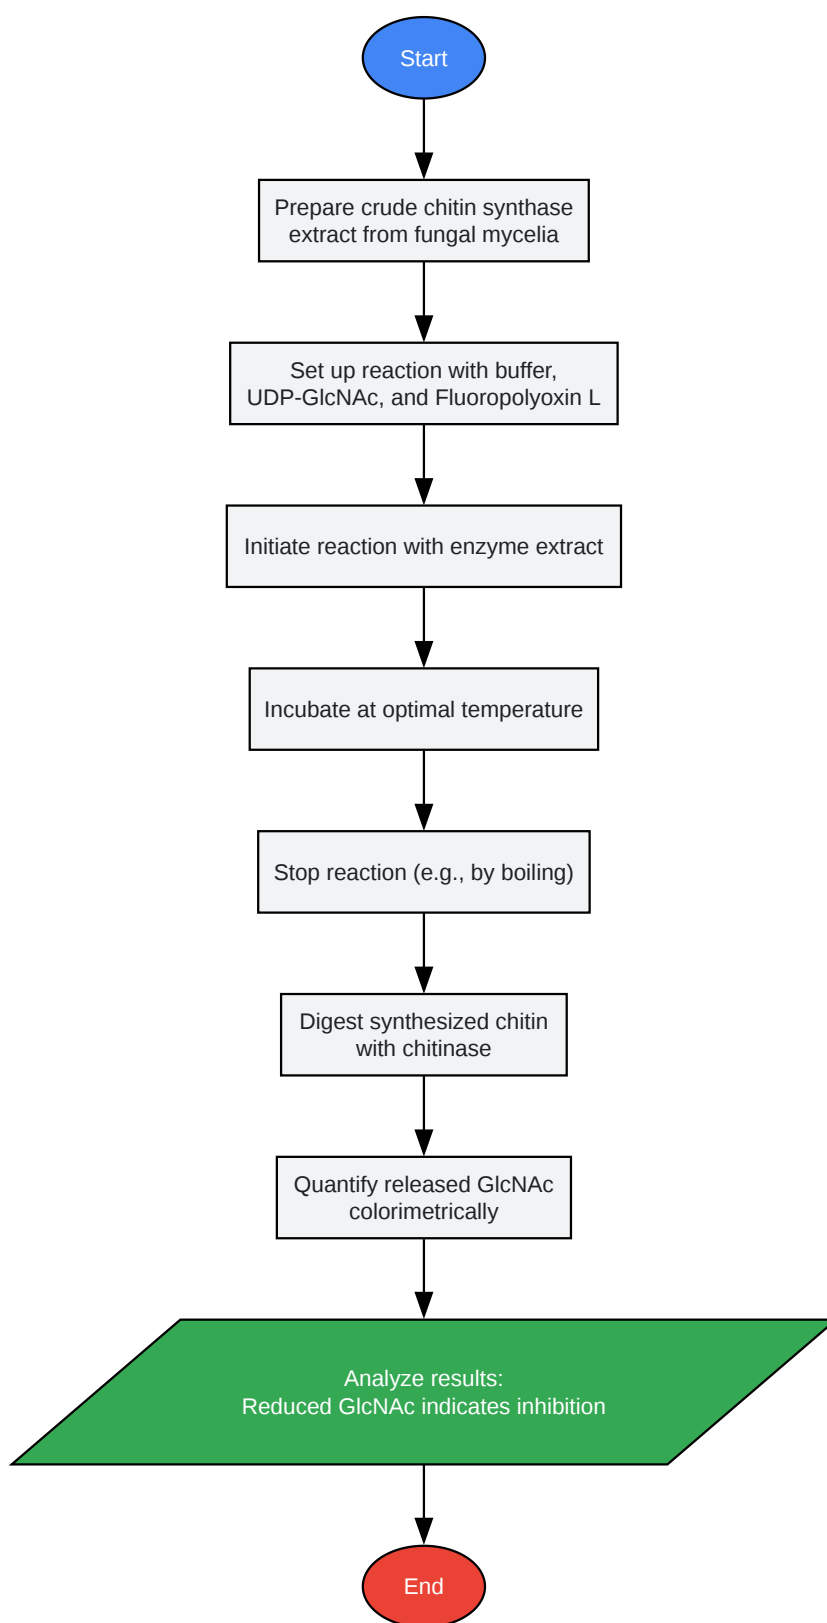 Start
Prepare crude chitin synthase
extract from fungal mycelia
Set up reaction with buffer,
UDP-GlcNAc, and Fluoropolyoxin L
Initiate reaction with enzyme extract
Incubate at optimal temperature
Stop reaction (e.g., by boiling)
Digest synthesized chitin
with chitinase
Quantify released GlcNAc
colorimetrically
Analyze results:
Reduced GlcNAc indicates inhibition
End